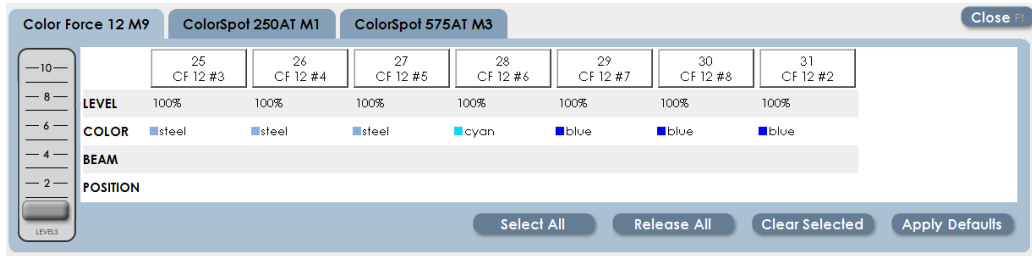 Color Force 12 M9 ColorSpot 250AT M1 ColorSpot 575AT M3 Close F1
10
25 26 27 28 29 30 31
CF 12 #3 CF 12 #4 CF 12 #5 CF 12 #6 CF 12 #7 CF 12 #8 CF 12 #2
8
LEVEL 100% 100% 100% 100% 100% 100% 100%
6
COLOR steel steel steel cyan blue blue blue
4
BEAM
2
POSITION
LEVELS
Select All Release All Clear Selected Apply Defaults